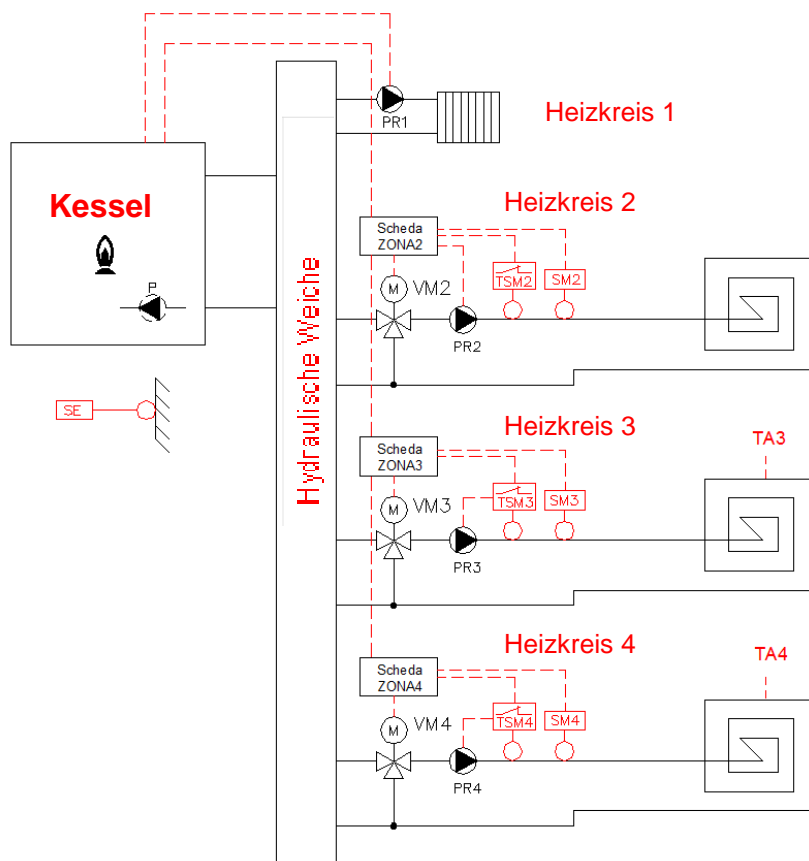 PR1
Heizkreis 1
Kessel
P
SE
Hydraulische Weiche
Heizkreis 2
Scheda
ZONA2
TSM2
SM2
M
VM2
PR2
Heizkreis 3
TA3
Scheda
ZONA3
TSM3
SM3
M
VM3
PR3
Heizkreis 4
TA4
Scheda
ZONA4
TSM4
SM4
M
VM4
PR4